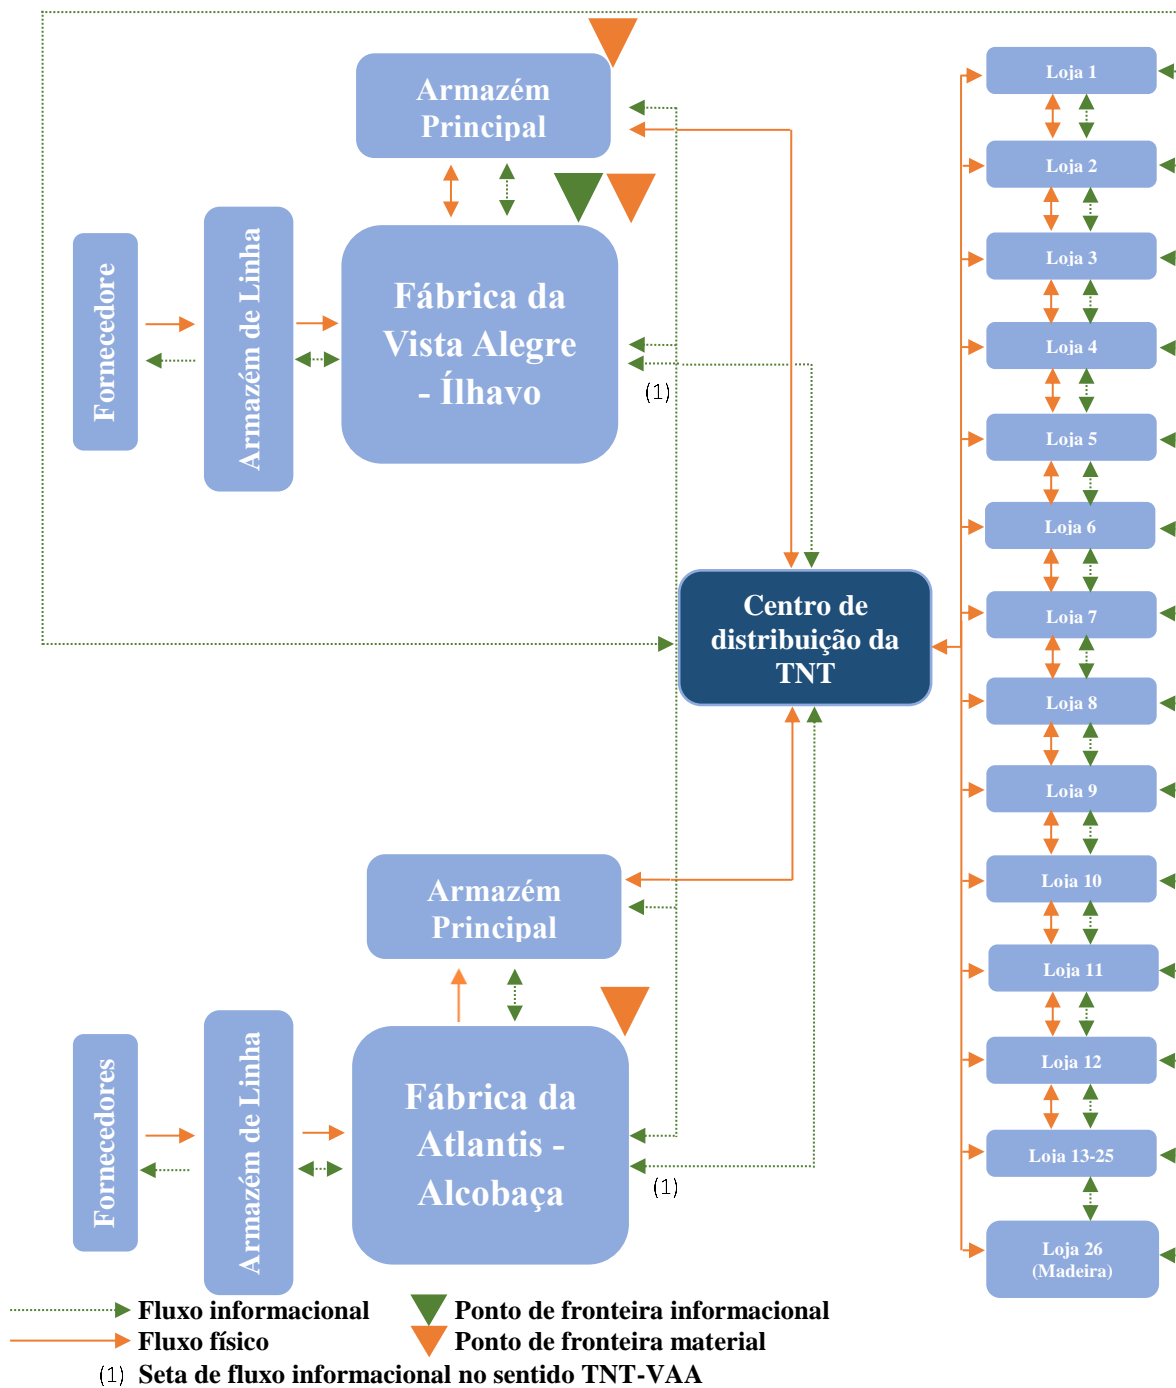 Armazém
Principal
Fornecedore
Armazém de Linha
Fábrica da
Vista Alegre
- Ílhavo
(1)
Centro de
distribuição da
TNT
Armazém
Principal
Fornecedores
Armazém de Linha
Fábrica da
Atlantis -
Alcobaça
(1)
Loja 1
Loja 2
Loja 3
Loja 4
Loja 5
Loja 6
Loja 7
Loja 8
Loja 9
Loja 10
Loja 11
Loja 12
Loja 13-25
Loja 26
(Madeira)
Fluxo informacional
Ponto de fronteira informacional
Fluxo físico
Ponto de fronteira material
(1) Seta de fluxo informacional no sentido TNT-VAA